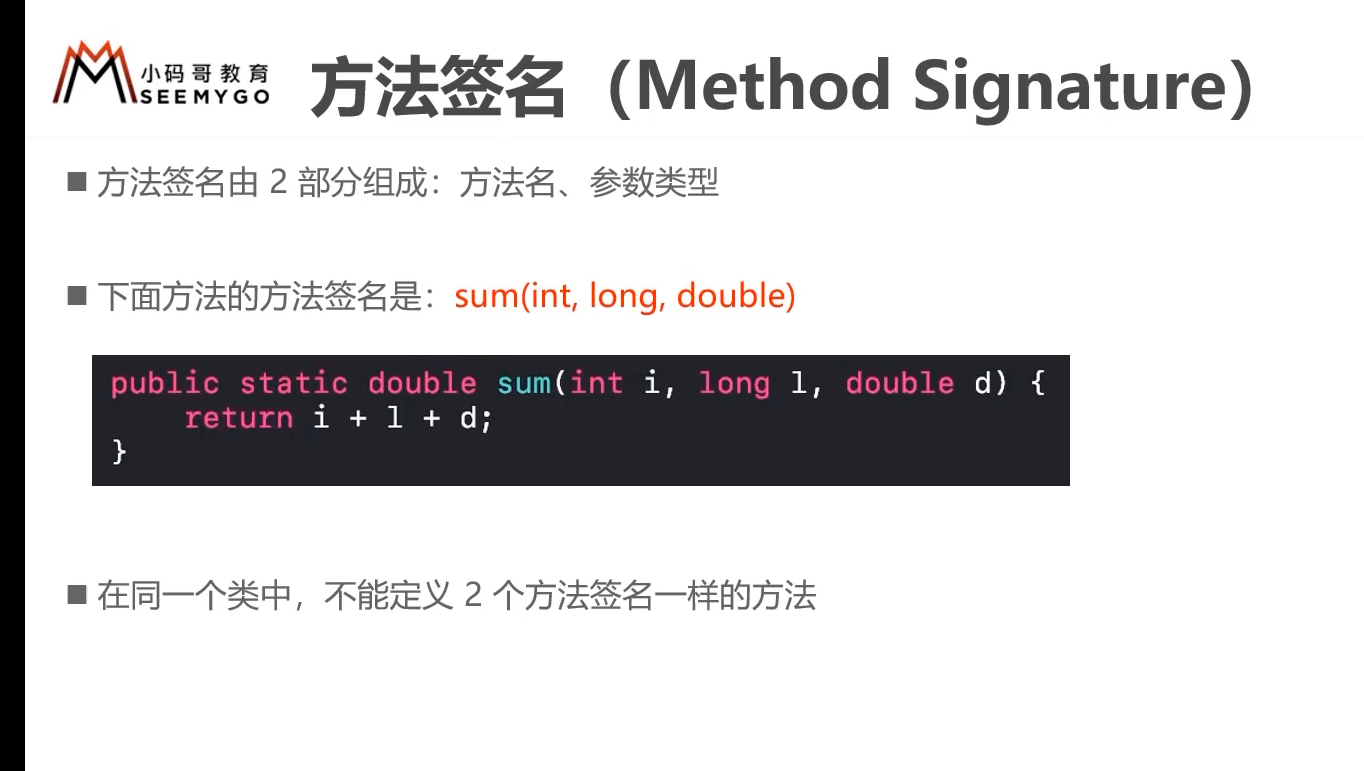 小码哥教育
SEEMYGO
方法签名（Method Signature）
■ 方法签名由 2 部分组成：方法名、参数类型
■ 下面方法的方法签名是：sum(int, long, double)
public static double sum(int i, long l, double d) {
    return i + l + d;
}
■ 在同一个类中，不能定义 2 个方法签名一样的方法